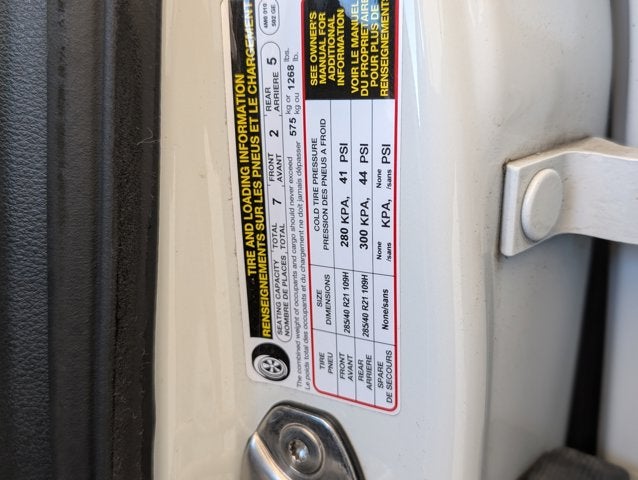 TIRE AND LOADING INFORMATION
RENSEIGNEMENTS SUR LES PNEUS ET LE CHARGEMENT
4M0 010
502 GE
SEATING CAPACITY TOTAL 7 FRONT 2 REAR 5
NOMBRE DE PLACES TOTAL AVANT ARRIERE
The combined weight of occupants and cargo should never exceed 575 kg or 1268 lbs.
Le poids total des occupants et du chargement ne doit jamais dépasser kg ou lb.
TIRE SIZE COLD TIRE PRESSURE
PNEU DIMENSIONS PRESSION DES PNEUS A FROID
FRONT 285/40 R21 109H 280 KPA, 41 PSI
AVANT
REAR 285/40 R21 109H 300 KPA, 44 PSI
ARRIERE
SPARE None/sans None/sans KPA, None/sans PSI
DE SECOURS
SEE OWNER'S
MANUAL FOR
ADDITIONAL
INFORMATION
VOIR LE MANUEL
DU PROPRIETAIRE
POUR PLUS DE
RENSEIGNEMENTS